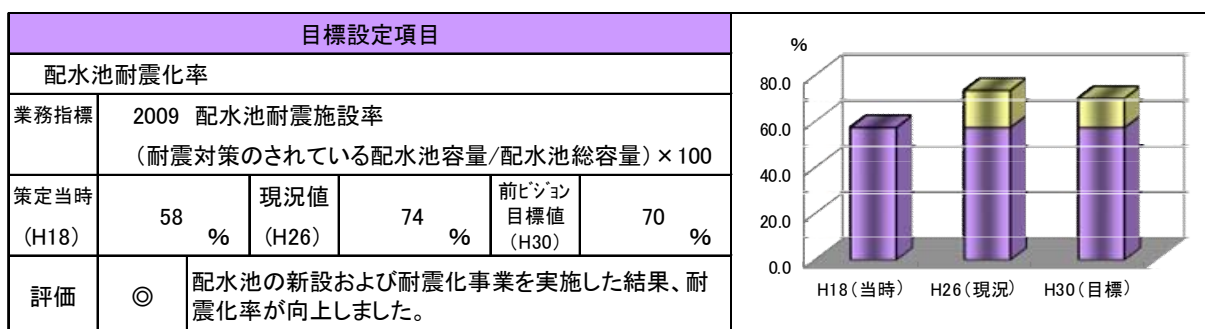 目標設定項目
配水池耐震化率
業務指標
2009 配水池耐震施設率
(耐震対策のされている配水池容量/配水池総容量)×100
策定当時
(H18)
58
%
現況値
(H26)
74
%
前ﾋﾞｼﾞｮﾝ
目標値
(H30)
70
%
評価
◎
配水池の新設および耐震化事業を実施した結果、耐
震化率が向上しました。
%
80.0
60.0
40.0
20.0
0.0
H18(当時)
H26(現況)
H30(目標)